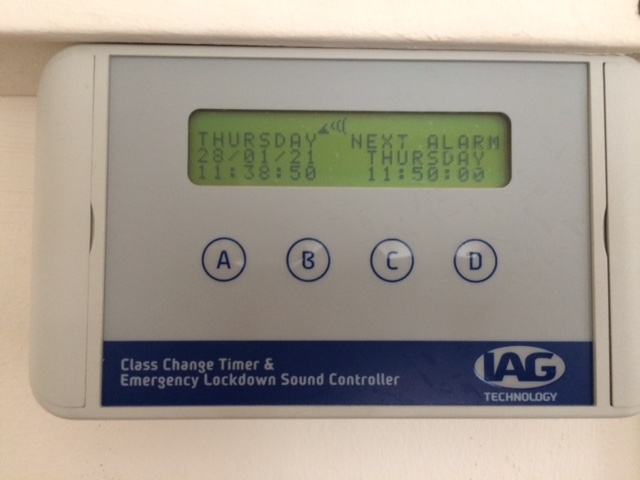 THURSDAY NEXT ALARM
28/01/21 THURSDAY
11:38:50 11:50:00
A B C D
Class Change Timer &
Emergency Lockdown Sound Controller
IAG
TECHNOLOGY